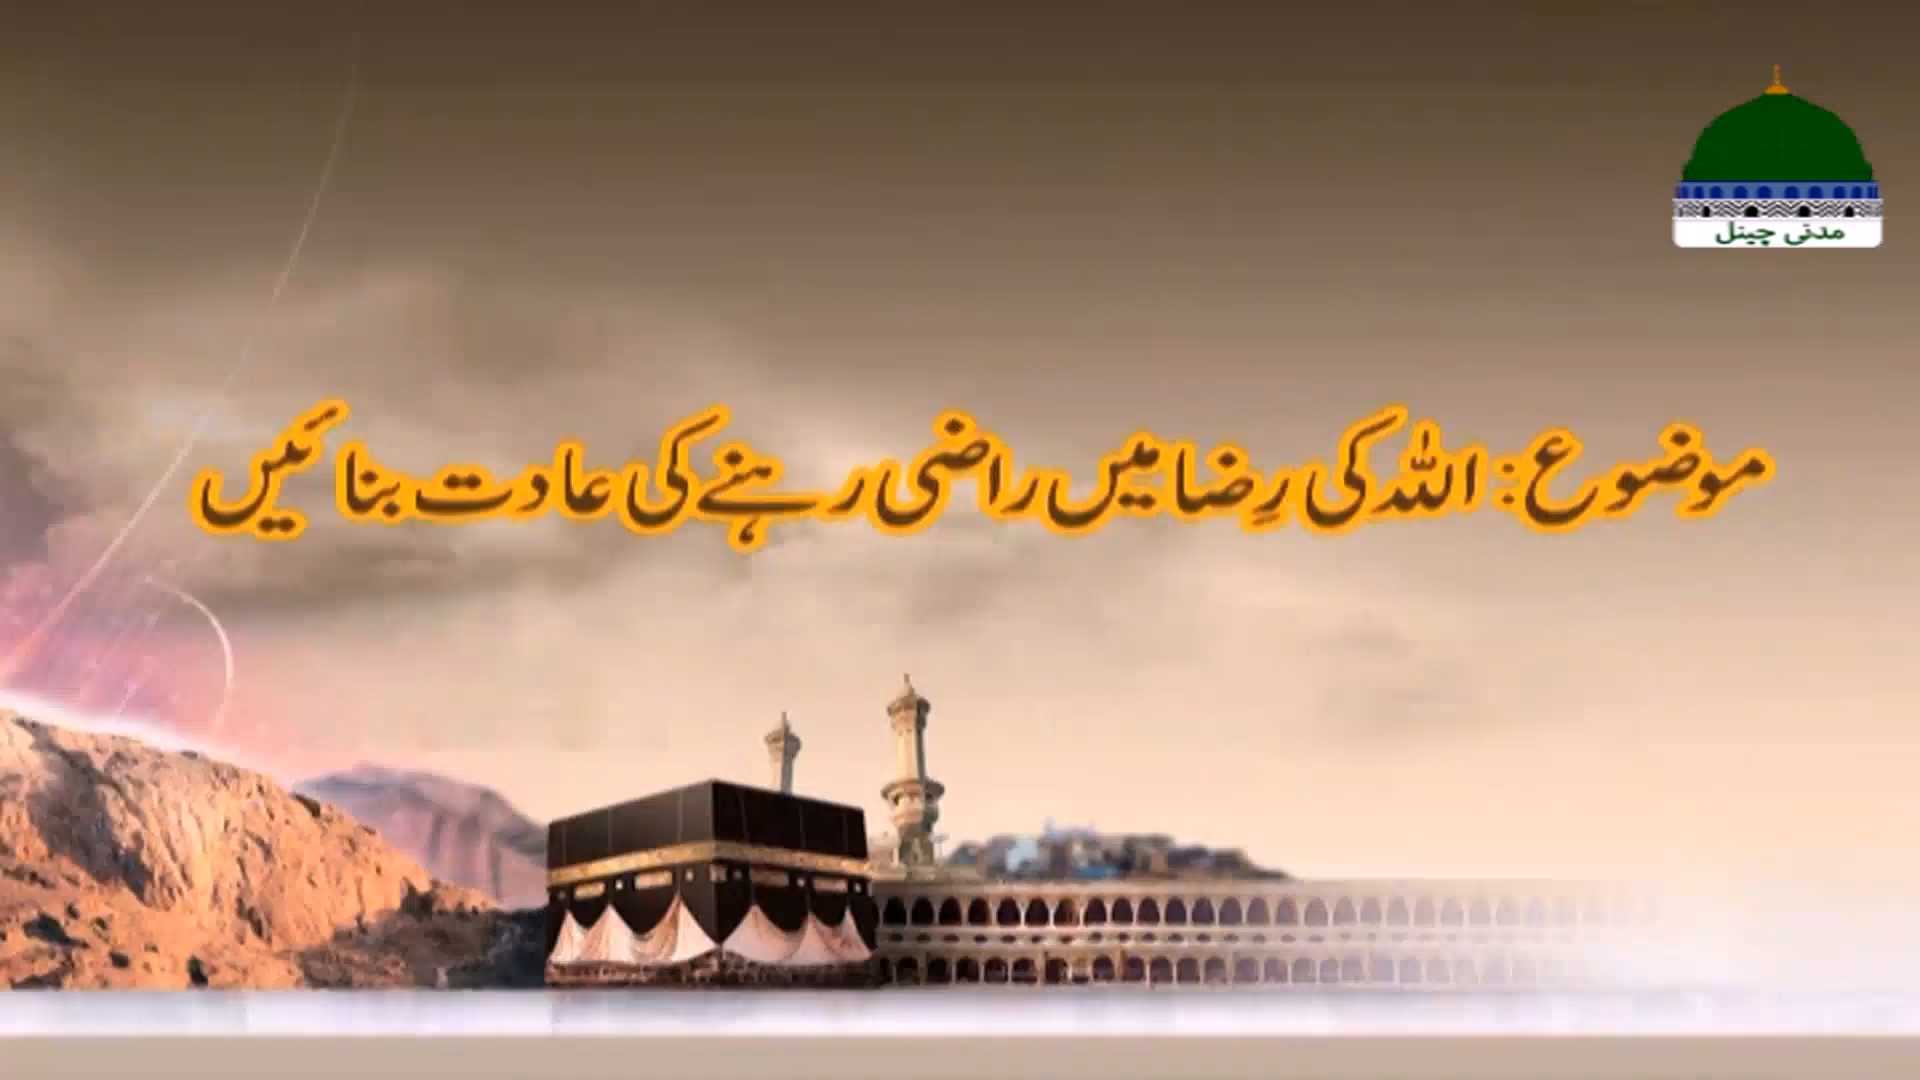 مدنی چینل
موضوع: اللہ کی رِضا میں راضی رہنے کی عادت بنائیں